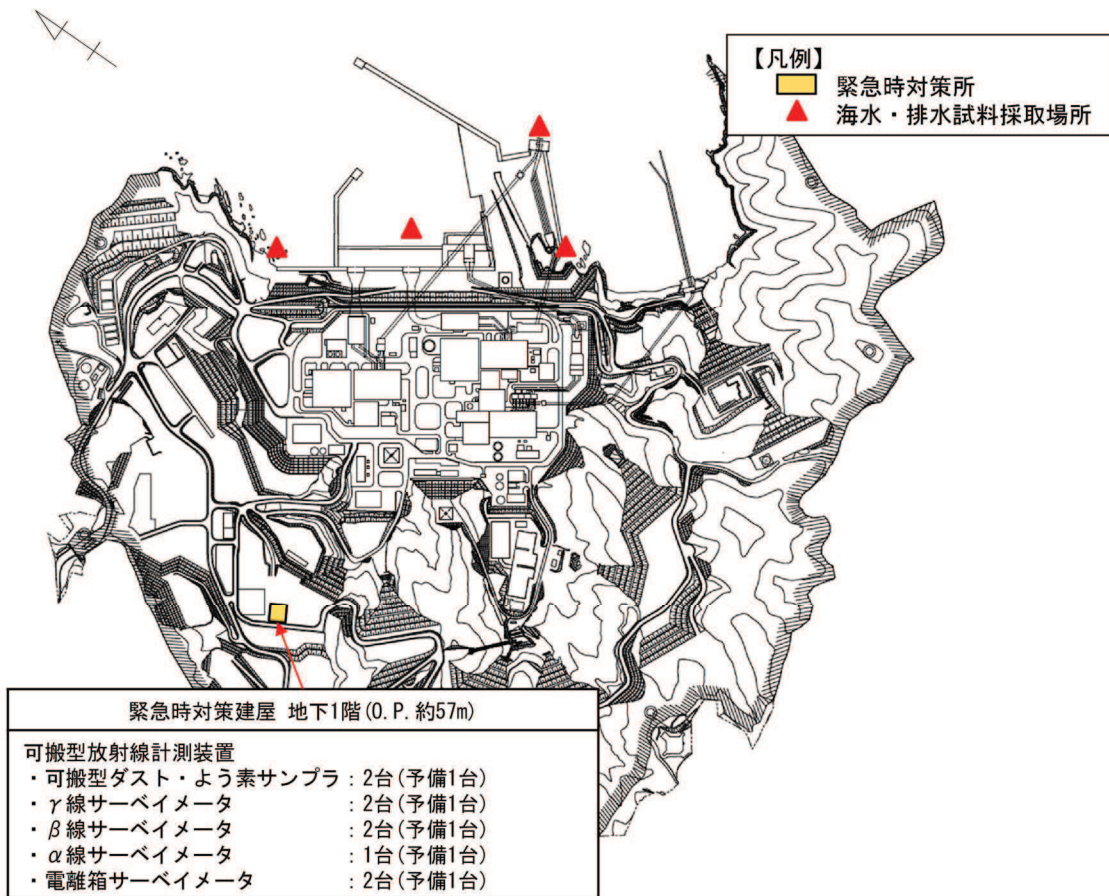 【凡例】
緊急時対策所
海水・排水試料採取場所
緊急時対策建屋 地下1階(O.P.約57m)
可搬型放射線計測装置
・可搬型ダスト・よう素サンプラ：2台(予備1台)
・γ線サーベイメータ：2台(予備1台)
・β線サーベイメータ：2台(予備1台)
・α線サーベイメータ：1台(予備1台)
・電離箱サーベイメータ：2台(予備1台)